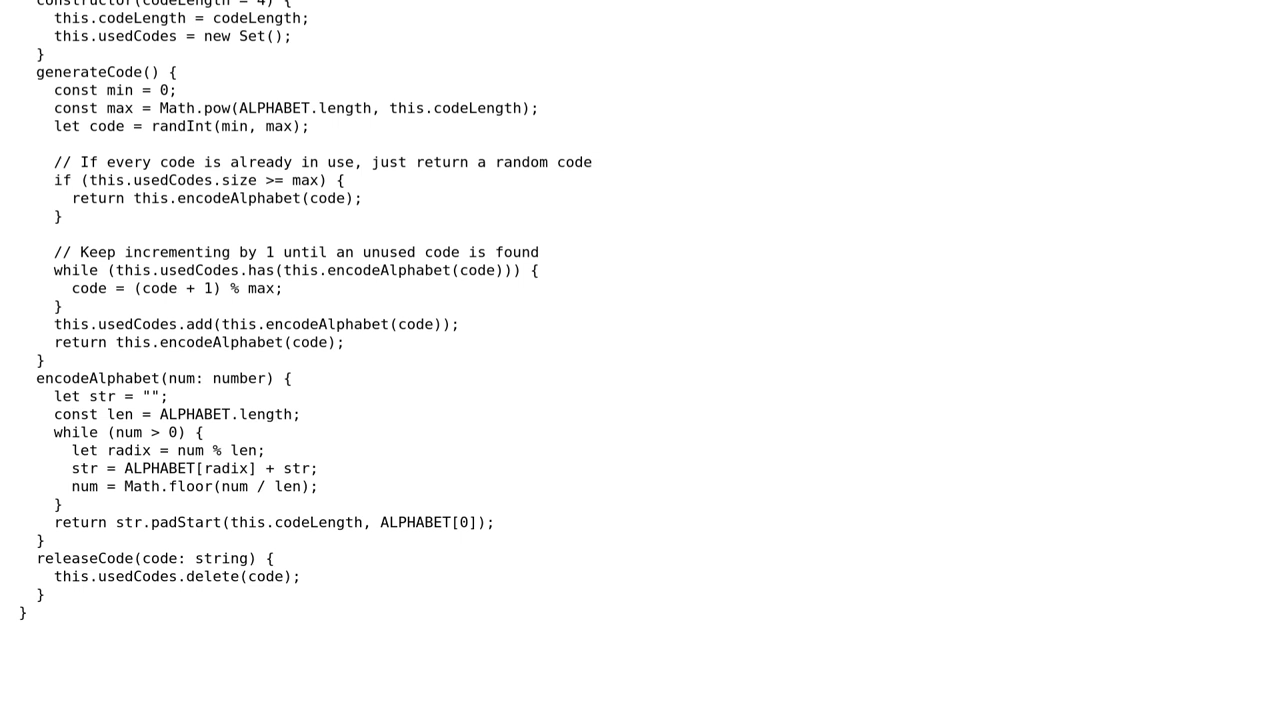 constructor(codeLength = 4) {
    this.codeLength = codeLength;
    this.usedCodes = new Set();
  }
  generateCode() {
    const min = 0;
    const max = Math.pow(ALPHABET.length, this.codeLength);
    let code = randInt(min, max);

    // If every code is already in use, just return a random code
    if (this.usedCodes.size >= max) {
      return this.encodeAlphabet(code);
    }

    // Keep incrementing by 1 until an unused code is found
    while (this.usedCodes.has(this.encodeAlphabet(code))) {
      code = (code + 1) % max;
    }
    this.usedCodes.add(this.encodeAlphabet(code));
    return this.encodeAlphabet(code);
  }
  encodeAlphabet(num: number) {
    let str = "";
    const len = ALPHABET.length;
    while (num > 0) {
      let radix = num % len;
      str = ALPHABET[radix] + str;
      num = Math.floor(num / len);
    }
    return str.padStart(this.codeLength, ALPHABET[0]);
  }
  releaseCode(code: string) {
    this.usedCodes.delete(code);
  }
}